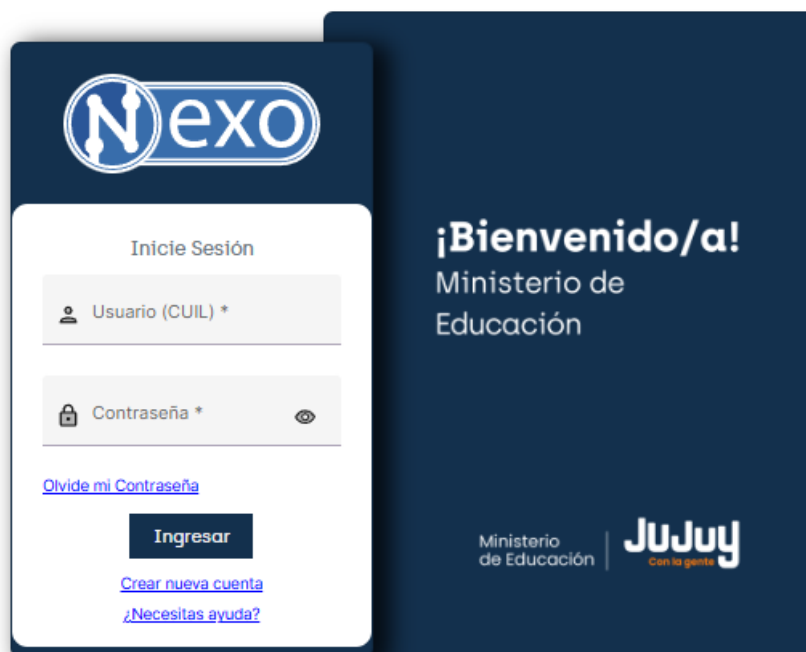 Nexo
Inicie Sesión
Usuario (CUIL) *
Contraseña *
Olvide mi Contraseña
Ingresar
Crear nueva cuenta
¿Necesitas ayuda?
¡Bienvenido/a!
Ministerio de
Educación
Ministerio
de Educación
JuJuy
Con la gente